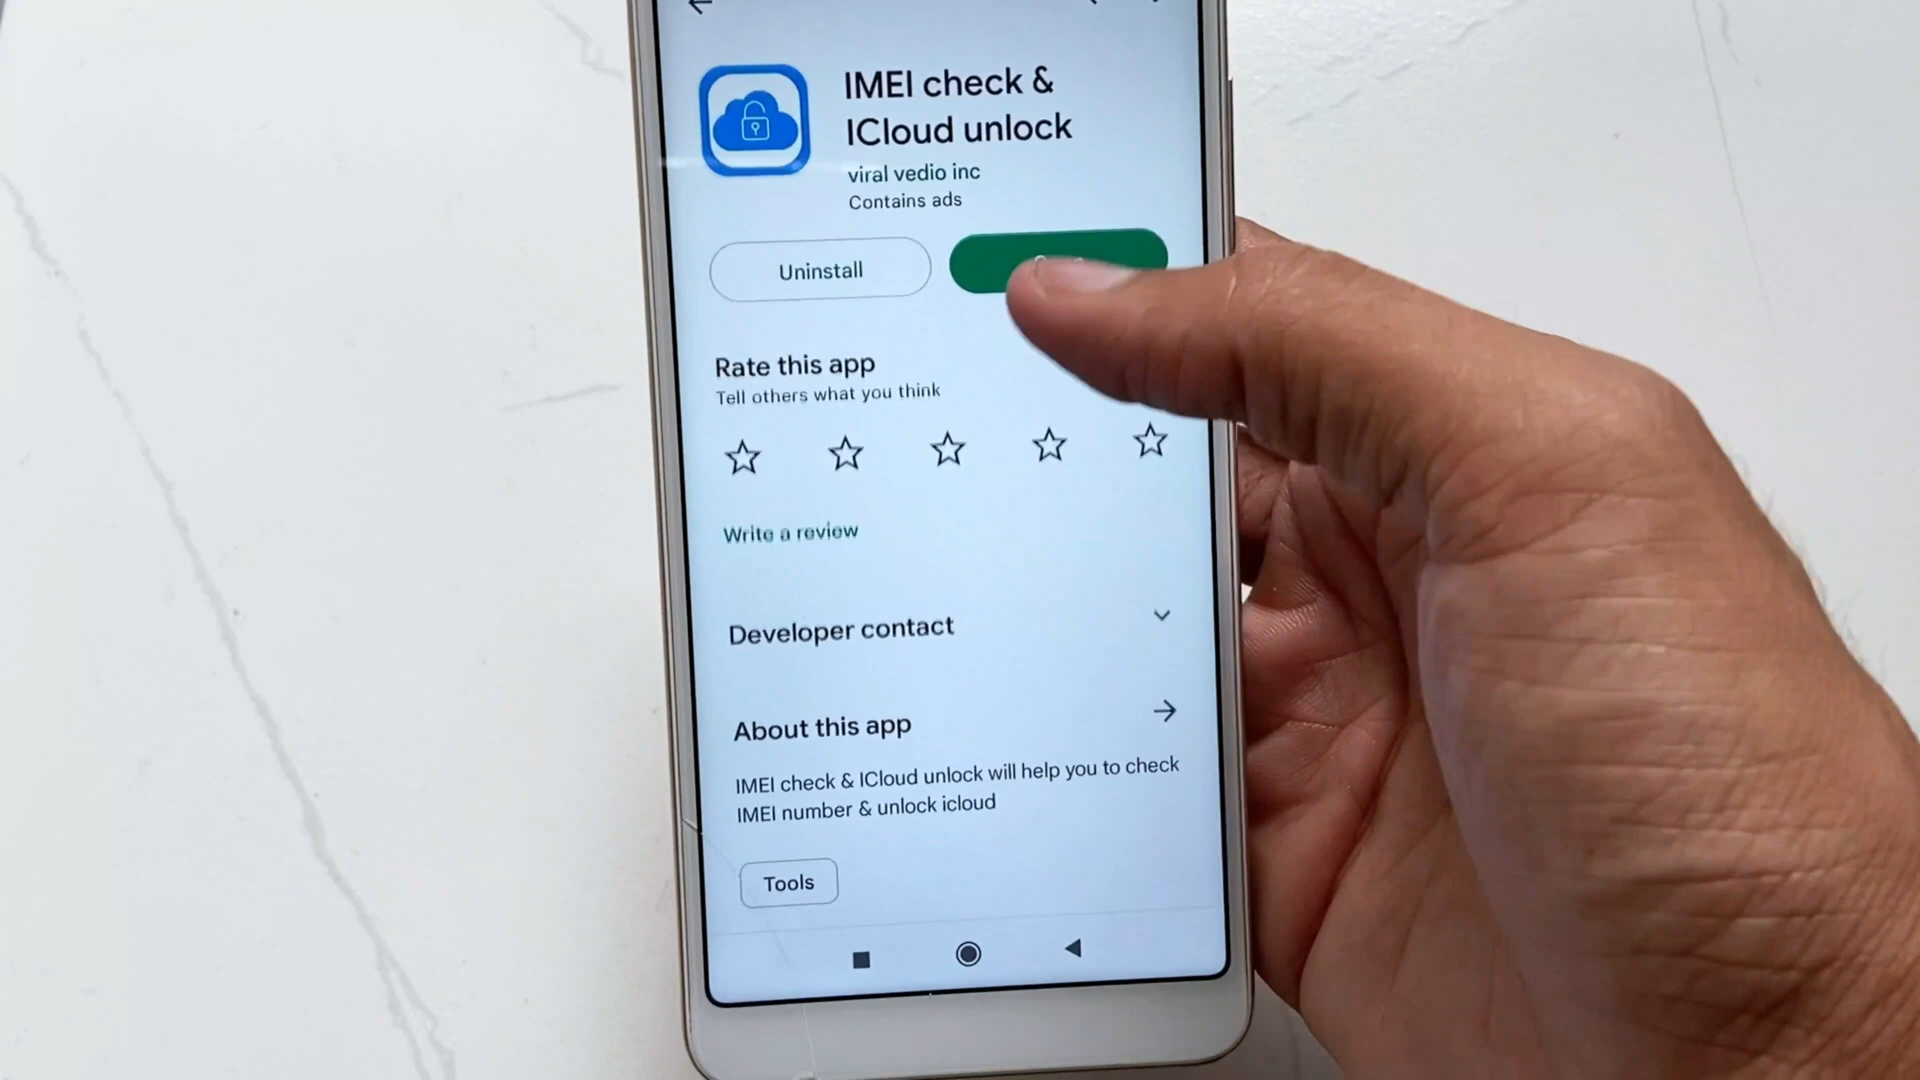 IMEI check &
ICloud unlock
viral vedio inc
Contains ads
Uninstall
Rate this app
Tell others what you think
Write a review
Developer contact
About this app
IMEI check & ICloud unlock will help you to check
IMEI number & unlock icloud
Tools